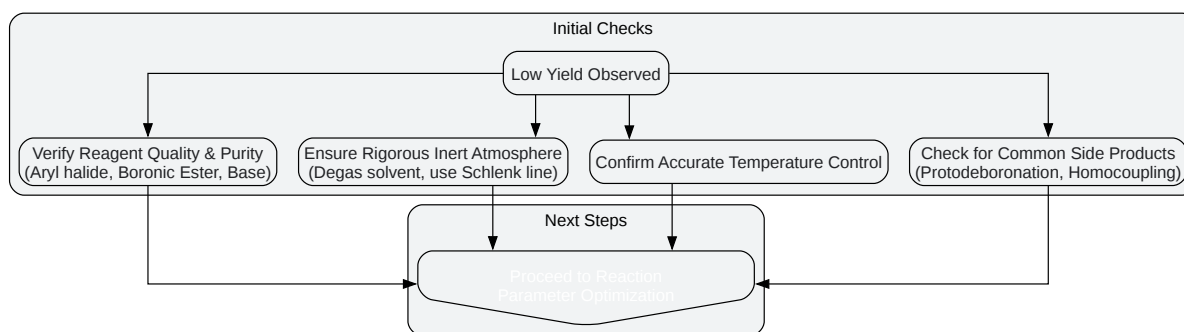 Initial Checks
Low Yield Observed
Verify Reagent Quality & Purity
(Aryl halide, Boronic Ester, Base)
Ensure Rigorous Inert Atmosphere
(Degas solvent, use Schlenk line)
Confirm Accurate Temperature Control
Check for Common Side Products
(Protodeboronation, Homocoupling)
Next Steps
Proceed to Reaction
Parameter Optimization